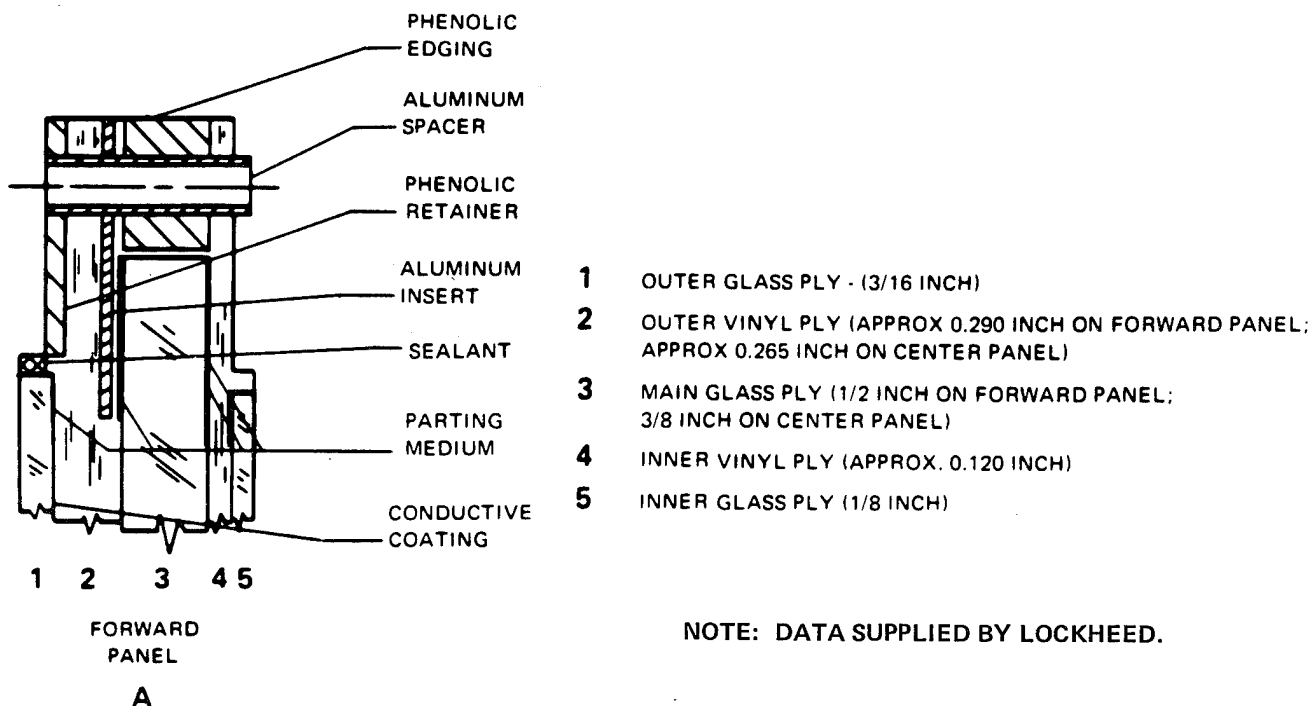 PHENOLIC
EDGING
ALUMINUM
SPACER
PHENOLIC
RETAINER
ALUMINUM
INSERT
SEALANT
PARTING
MEDIUM
CONDUCTIVE
COATING
1 2 3 4 5
FORWARD
PANEL
A
1 OUTER GLASS PLY - (3/16 INCH)
2 OUTER VINYL PLY (APPROX 0.290 INCH ON FORWARD PANEL;
APPROX 0.265 INCH ON CENTER PANEL)
3 MAIN GLASS PLY (1/2 INCH ON FORWARD PANEL;
3/8 INCH ON CENTER PANEL)
4 INNER VINYL PLY (APPROX. 0.120 INCH)
5 INNER GLASS PLY (1/8 INCH)
NOTE: DATA SUPPLIED BY LOCKHEED.